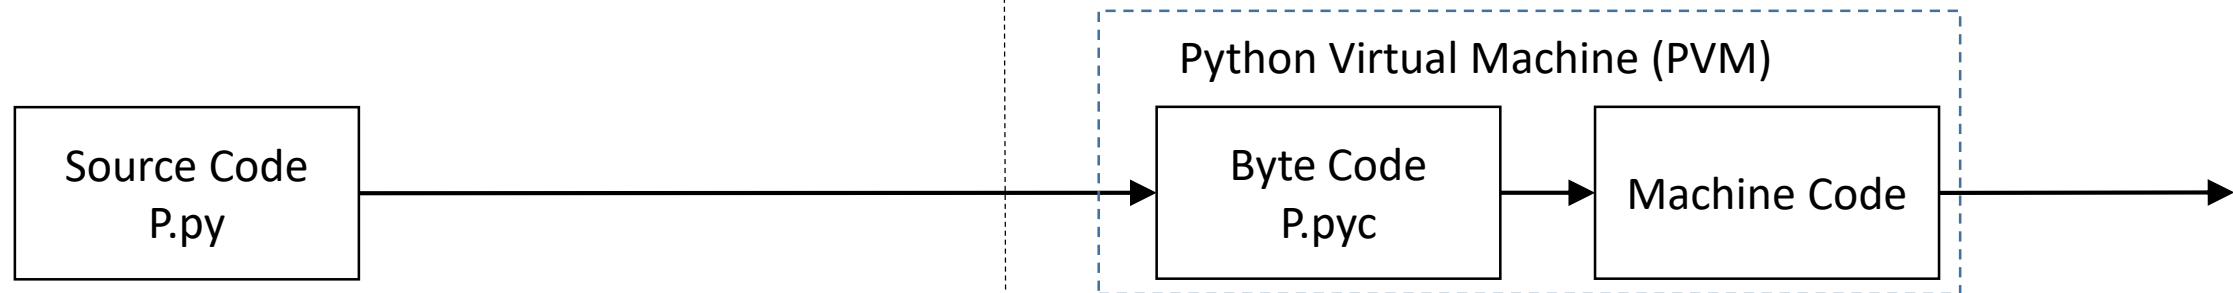 Python Virtual Machine (PVM)
Source Code
P.py
Byte Code
P.pyc
Machine Code